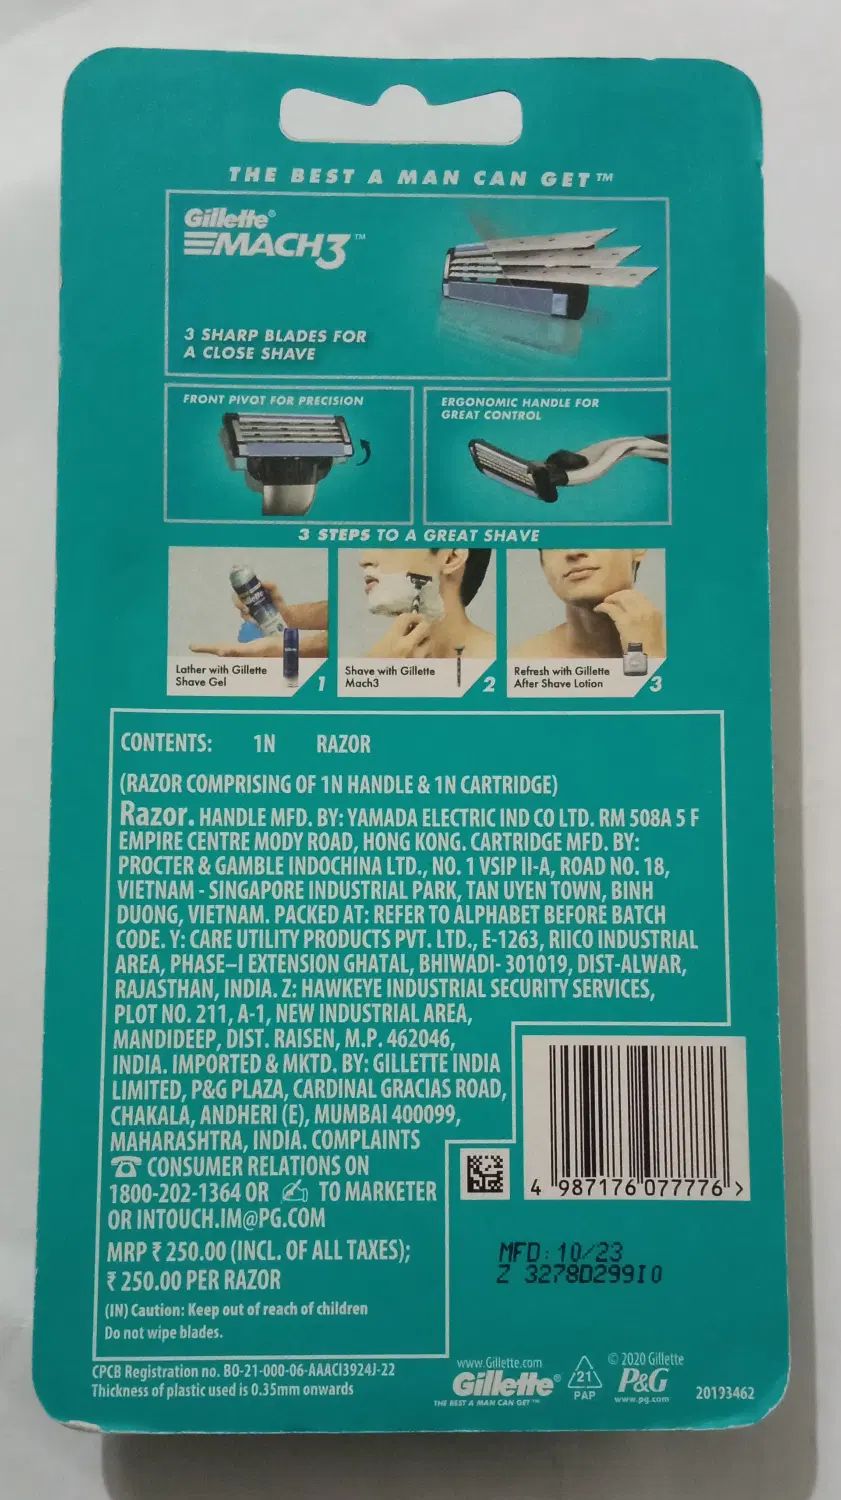 THE BEST A MAN CAN GET™
Gillette®
MACH3™
3 SHARP BLADES FOR
A CLOSE SHAVE
FRONT PIVOT FOR PRECISION
ERGONOMIC HANDLE FOR
GREAT CONTROL
3 STEPS TO A GREAT SHAVE
Lather with Gillette
Shave Gel
1
Shave with Gillette
Mach3
2
Refresh with Gillette
After Shave Lotion
3
CONTENTS: 1N RAZOR
(RAZOR COMPRISING OF 1N HANDLE & 1N CARTRIDGE)
Razor. HANDLE MFD. BY: YAMADA ELECTRIC IND CO LTD. RM 508A 5 F
EMPIRE CENTRE MODY ROAD, HONG KONG. CARTRIDGE MFD. BY:
PROCTER & GAMBLE INDOCHINA LTD., NO. 1 VSIP II-A, ROAD NO. 18,
VIETNAM - SINGAPORE INDUSTRIAL PARK, TAN UYEN TOWN, BINH
DUONG, VIETNAM. PACKED AT: REFER TO ALPHABET BEFORE BATCH
CODE. Y: CARE UTILITY PRODUCTS PVT. LTD., E-1263, RIICO INDUSTRIAL
AREA, PHASE–I EXTENSION GHATAL, BHIWADI- 301019, DIST-ALWAR,
RAJASTHAN, INDIA. Z: HAWKEYE INDUSTRIAL SECURITY SERVICES,
PLOT NO. 211, A-1, NEW INDUSTRIAL AREA,
MANDIDEEP, DIST. RAISEN, M.P. 462046,
INDIA. IMPORTED & MKTD. BY: GILLETTE INDIA
LIMITED, P&G PLAZA, CARDINAL GRACIAS ROAD,
CHAKALA, ANDHERI (E), MUMBAI 400099,
MAHARASHTRA, INDIA. COMPLAINTS
☎ CONSUMER RELATIONS ON
1800-202-1364 OR ✍ TO MARKETER
OR INTOUCH.IM@PG.COM
MRP ₹ 250.00 (INCL. OF ALL TAXES);
₹ 250.00 PER RAZOR
(IN) Caution: Keep out of reach of children
Do not wipe blades.
4 987176 077776 >
MFD: 10/23
Z 3278D299I0
CPCB Registration no. BO-21-000-06-AAACI3924J-22
Thickness of plastic used is 0.35mm onwards
www.Gillette.com
Gillette®
THE BEST A MAN CAN GET™
21
PAP
© 2020 Gillette
P&G
www.pg.com
20193462